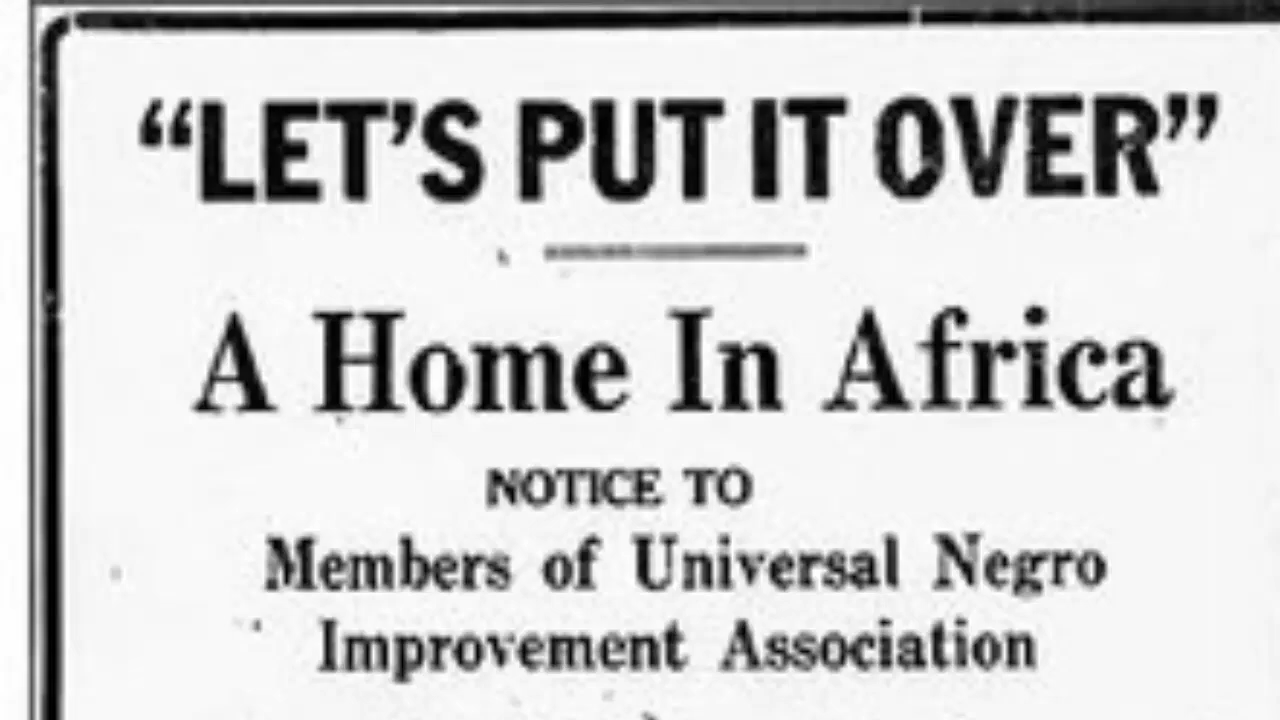 “LET’S PUT IT OVER”
A Home In Africa
NOTICE TO
Members of Universal Negro
Improvement Association